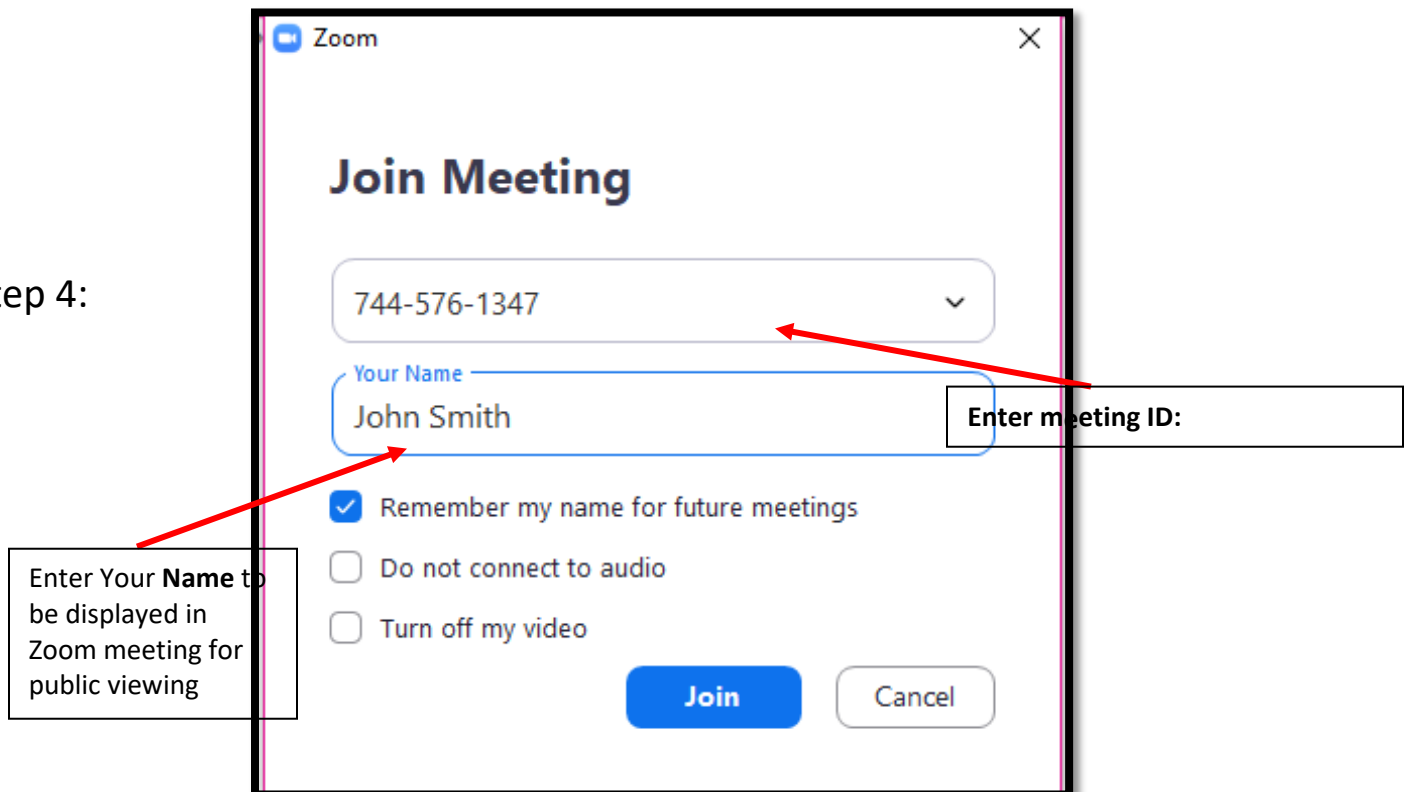 Zoom
Join Meeting
tep 4:
744-576-1347
Your Name
John Smith
Enter meeting ID:
Remember my name for future meetings
Do not connect to audio
Turn off my video
Enter Your Name to
be displayed in
Zoom meeting for
public viewing
Join
Cancel